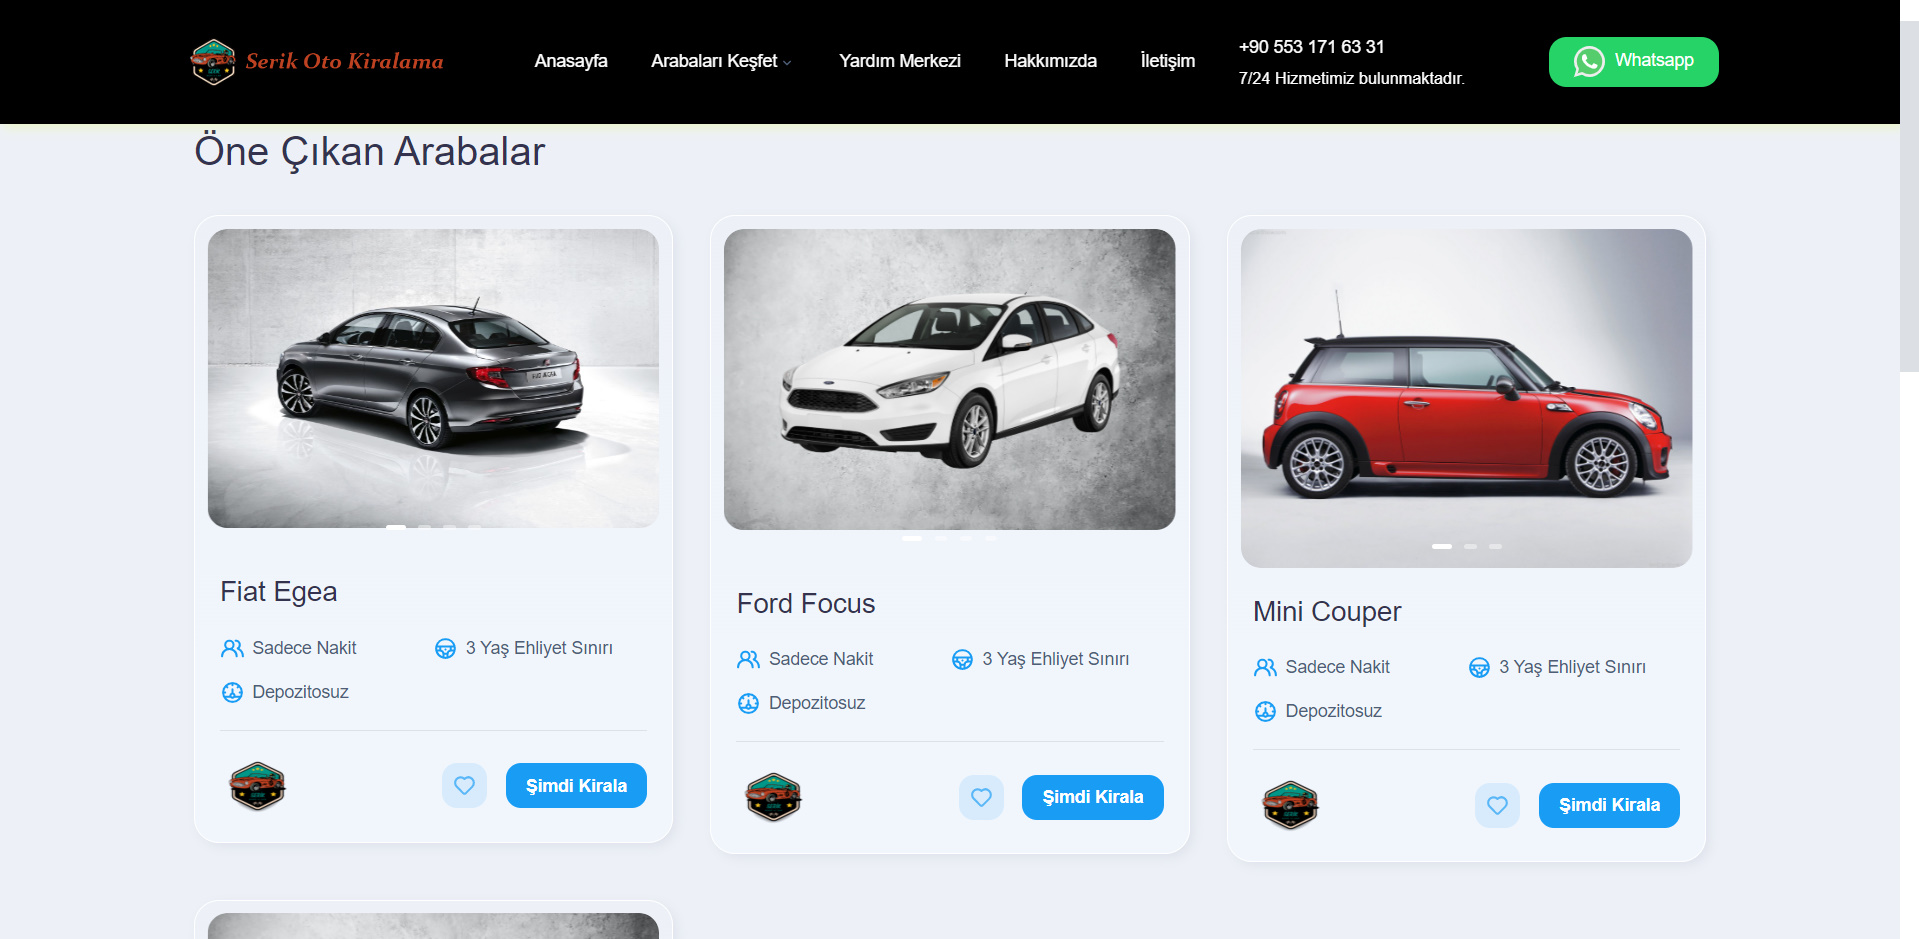 Serik Oto Kiralama
Anasayfa
Arabaları Keşfet
Yardım Merkezi
Hakkımızda
İletişim
+90 553 171 63 31
7/24 Hizmetimiz bulunmaktadır.
Whatsapp
Öne Çıkan Arabalar
Fiat Egea
Sadece Nakit
3 Yaş Ehliyet Sınırı
Depozitosuz
Şimdi Kirala
Ford Focus
Sadece Nakit
3 Yaş Ehliyet Sınırı
Depozitosuz
Şimdi Kirala
Mini Couper
Sadece Nakit
3 Yaş Ehliyet Sınırı
Depozitosuz
Şimdi Kirala